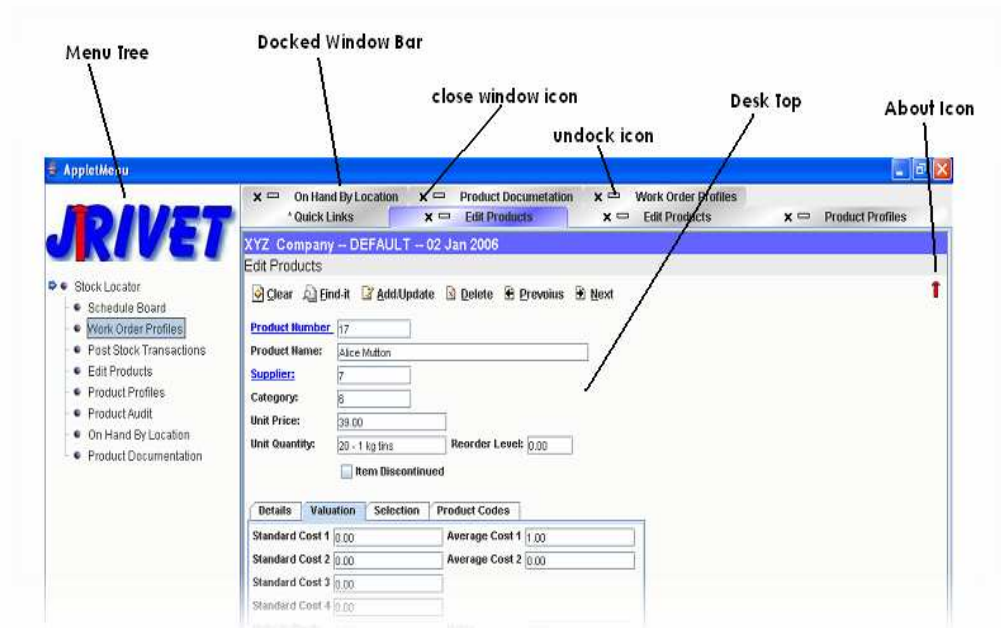 Menu Tree
Docked Window Bar
close window icon
undock icon
Desk Top
About Icon
AppletMenu
JRIVET
X On Hand By Location X Product Documetation X Work Order Profiles
* Quick Links X Edit Products X Edit Products X Product Profiles
XYZ Company -- DEFAULT -- 02 Jan 2006
Edit Products
Clear Find-it Add/Update Delete Prevoius Next
Stock Locator
Schedule Board
Work Order Profiles
Post Stock Transactions
Edit Products
Product Profiles
Product Audit
On Hand By Location
Product Documentation
Product Number 17
Product Name: Alice Mutton
Supplier: 7
Category: 6
Unit Price: 39.00
Unit Quantity: 20 - 1 kg tins Reorder Level: 0.00
Item Discontinued
Details Valuation Selection Product Codes
Standard Cost 1 0.00 Average Cost 1 1.00
Standard Cost 2 0.00 Average Cost 2 0.00
Standard Cost 3 0.00
Standard Cost 4 0.00